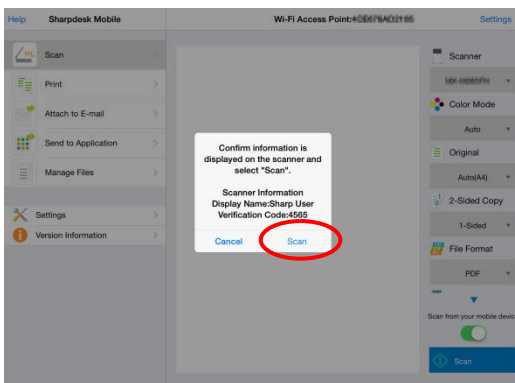 Help
Sharpdesk Mobile
Wi-Fi Access Point:
Settings
Scan
Print
Attach to E-mail
Send to Application
Manage Files
Settings
Version Information
Confirm information is
displayed on the scanner and
select "Scan".
Scanner Information
Display Name:Sharp User
Verification Code:4565
Cancel
Scan
Scanner
Color Mode
Auto
Original
Auto(A4)
2-Sided Copy
1-Sided
File Format
PDF
Scan from your mobile devic
Scan